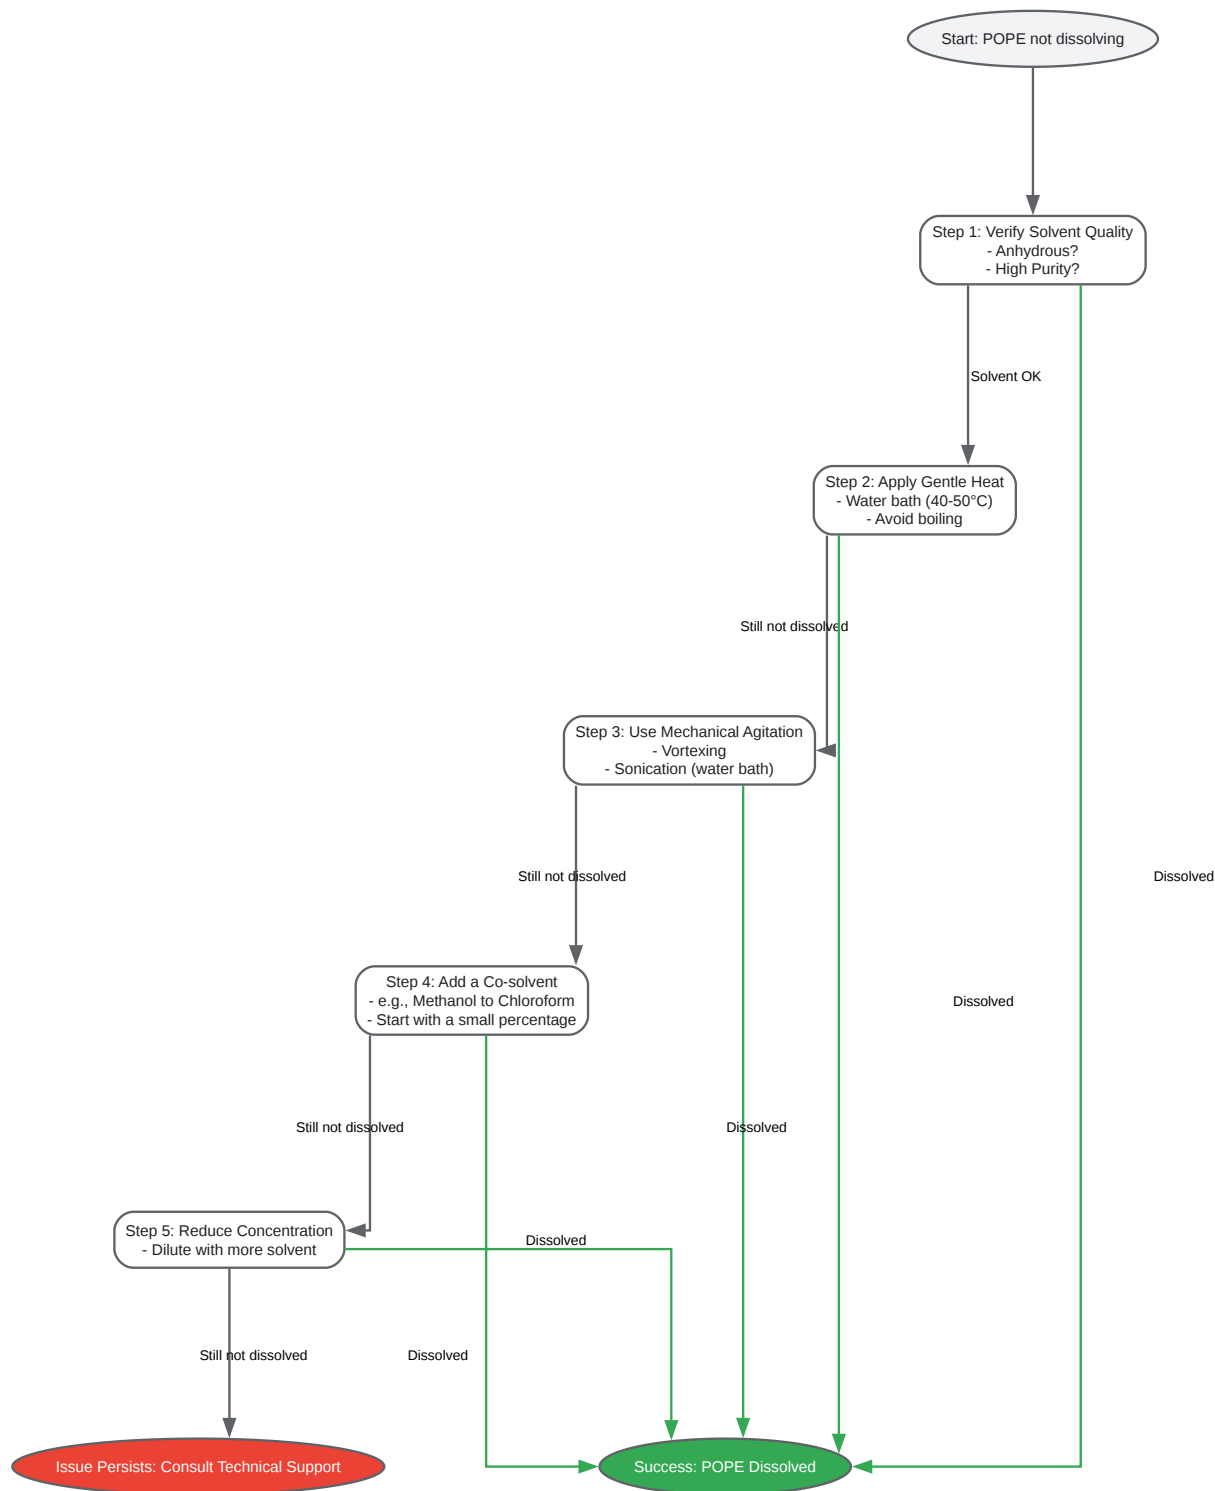 Start: POPE not dissolving
Step 1: Verify Solvent Quality
- Anhydrous?
- High Purity?
Solvent OK
Step 2: Apply Gentle Heat
- Water bath (40-50°C)
- Avoid boiling
Still not dissolved
Step 3: Use Mechanical Agitation
- Vortexing
- Sonication (water bath)
Still not dissolved
Dissolved
Step 4: Add a Co-solvent
- e.g., Methanol to Chloroform
- Start with a small percentage
Dissolved
Still not dissolved
Dissolved
Step 5: Reduce Concentration
- Dilute with more solvent
Dissolved
Still not dissolved
Dissolved
Issue Persists: Consult Technical Support
Success: POPE Dissolved